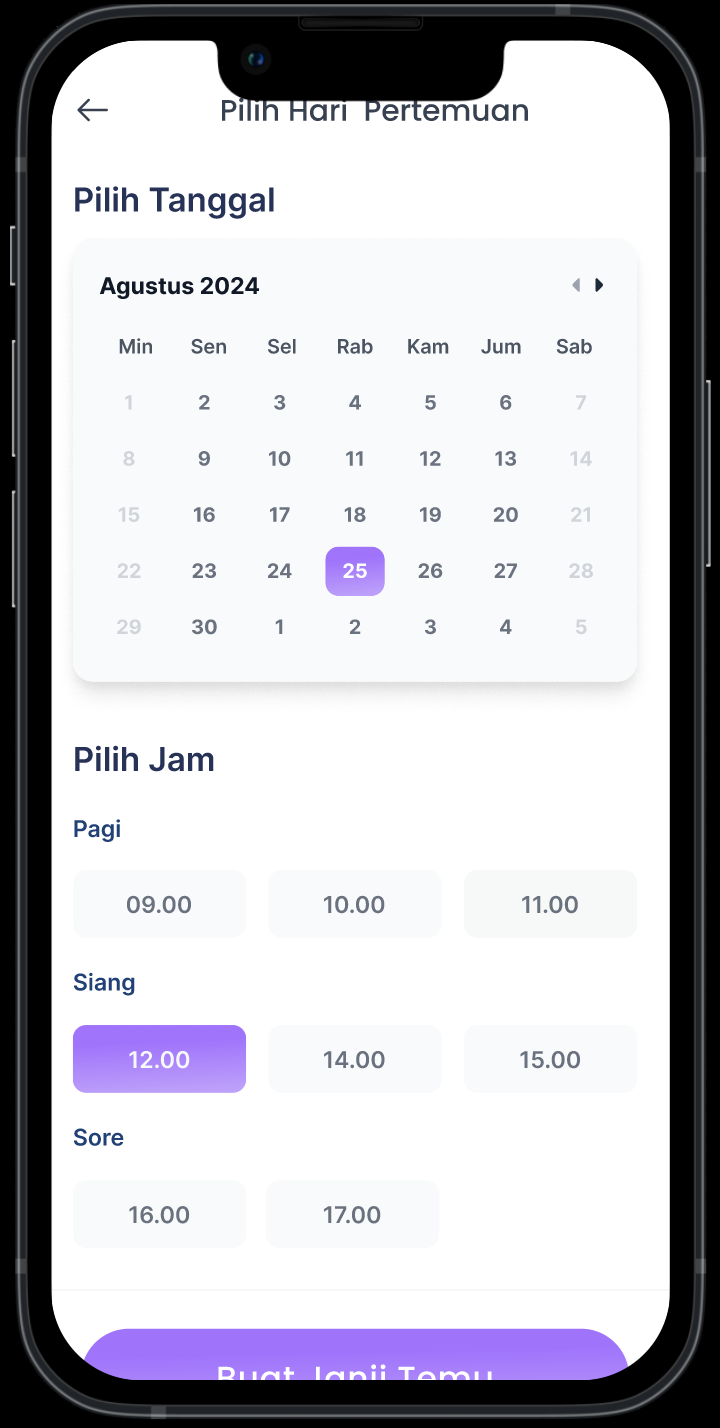 Pilih Hari Pertemuan
Pilih Tanggal
Agustus 2024
Min Sen Sel Rab Kam Jum Sab
1 2 3 4 5 6 7
8 9 10 11 12 13 14
15 16 17 18 19 20 21
22 23 24 25 26 27 28
29 30 1 2 3 4 5
Pilih Jam
Pagi
09.00 10.00 11.00
Siang
12.00 14.00 15.00
Sore
16.00 17.00
Buat Janji Temu